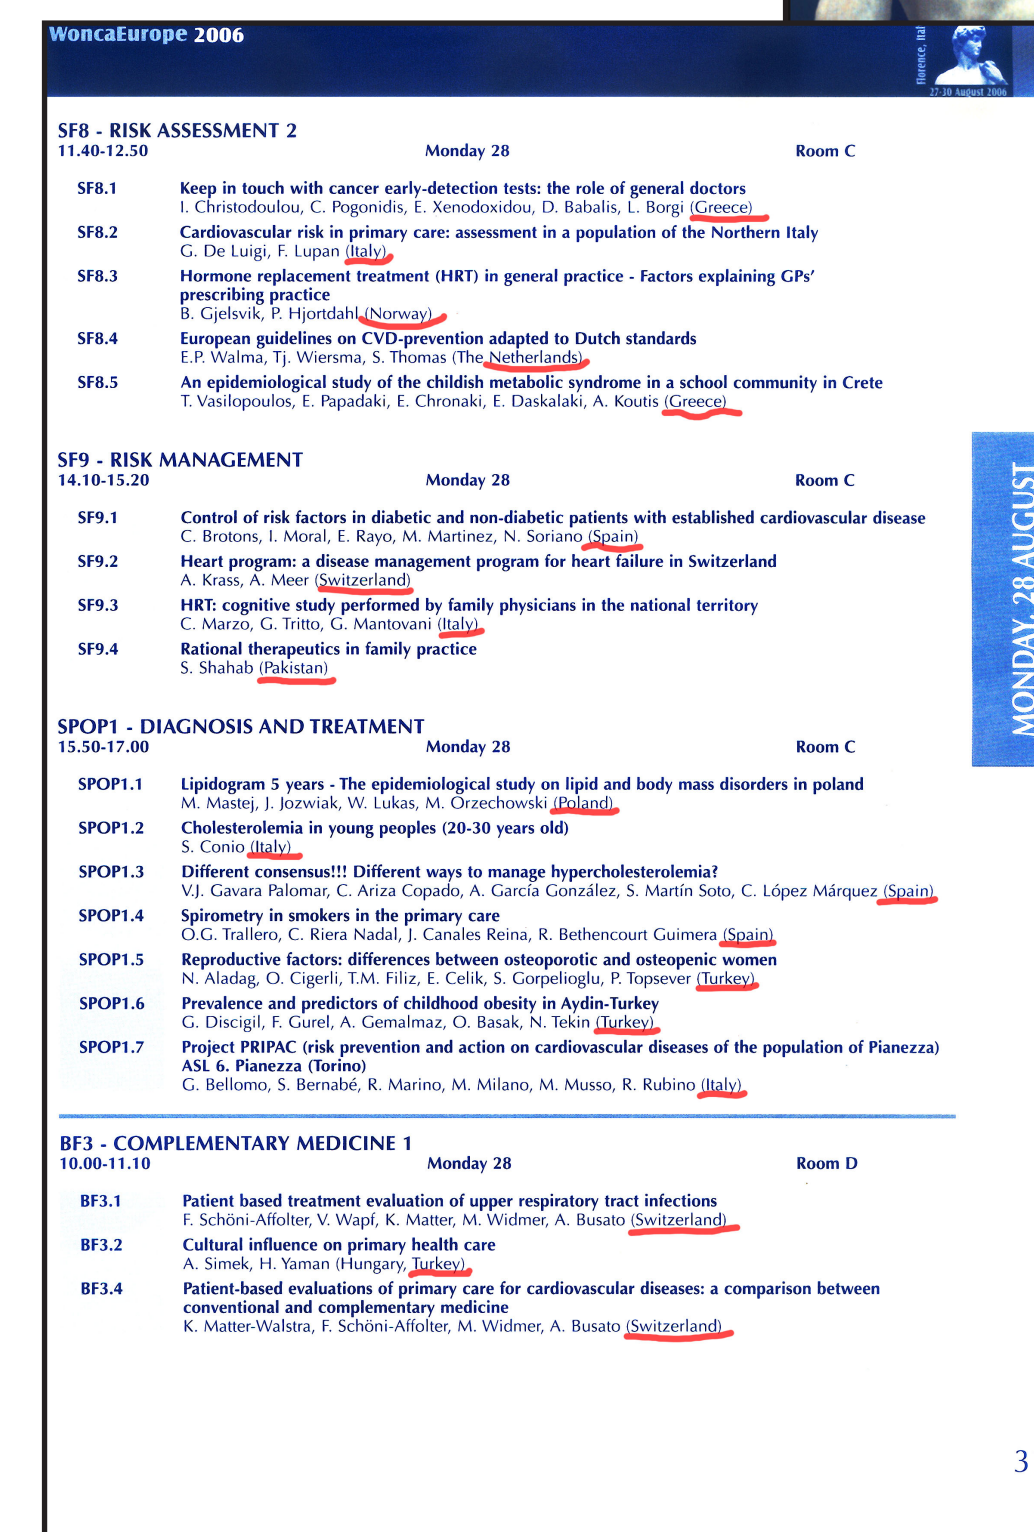 WoncaEurope 2006
Florence, Ital
27-30 August 2006
SF8 - RISK ASSESSMENT 2
11.40-12.50 Monday 28 Room C
SF8.1 Keep in touch with cancer early-detection tests: the role of general doctors
I. Christodoulou, C. Pogonidis, E. Xenodoxidou, D. Babalis, L. Borgi (Greece)
SF8.2 Cardiovascular risk in primary care: assessment in a population of the Northern Italy
G. De Luigi, F. Lupan (Italy)
SF8.3 Hormone replacement treatment (HRT) in general practice - Factors explaining GPs'
prescribing practice
B. Gjelsvik, P. Hjortdahl (Norway)
SF8.4 European guidelines on CVD-prevention adapted to Dutch standards
E.P. Walma, Tj. Wiersma, S. Thomas (The Netherlands)
SF8.5 An epidemiological study of the childish metabolic syndrome in a school community in Crete
T. Vasilopoulos, E. Papadaki, E. Chronaki, E. Daskalaki, A. Koutis (Greece)
SF9 - RISK MANAGEMENT
14.10-15.20 Monday 28 Room C
SF9.1 Control of risk factors in diabetic and non-diabetic patients with established cardiovascular disease
C. Brotons, I. Moral, E. Rayo, M. Martinez, N. Soriano (Spain)
SF9.2 Heart program: a disease management program for heart failure in Switzerland
A. Krass, A. Meer (Switzerland)
SF9.3 HRT: cognitive study performed by family physicians in the national territory
C. Marzo, G. Tritto, G. Mantovani (Italy)
SF9.4 Rational therapeutics in family practice
S. Shahab (Pakistan)
MONDAY, 28 AUGUST
SPOP1 - DIAGNOSIS AND TREATMENT
15.50-17.00 Monday 28 Room C
SPOP1.1 Lipidogram 5 years - The epidemiological study on lipid and body mass disorders in poland
M. Mastej, J. Jozwiak, W. Lukas, M. Orzechowski (Poland)
SPOP1.2 Cholesterolemia in young peoples (20-30 years old)
S. Conio (Italy)
SPOP1.3 Different consensus!!! Different ways to manage hypercholesterolemia?
V.J. Gavara Palomar, C. Ariza Copado, A. García González, S. Martín Soto, C. López Márquez (Spain)
SPOP1.4 Spirometry in smokers in the primary care
O.G. Trallero, C. Riera Nadal, J. Canales Reina, R. Bethencourt Guimera (Spain)
SPOP1.5 Reproductive factors: differences between osteoporotic and osteopenic women
N. Aladag, O. Cigerli, T.M. Filiz, E. Celik, S. Gorpelioglu, P. Topsever (Turkey)
SPOP1.6 Prevalence and predictors of childhood obesity in Aydin-Turkey
G. Discigil, F. Gurel, A. Gemalmaz, O. Basak, N. Tekin (Turkey)
SPOP1.7 Project PRIPAC (risk prevention and action on cardiovascular diseases of the population of Pianezza)
ASL 6. Pianezza (Torino)
G. Bellomo, S. Bernabé, R. Marino, M. Milano, M. Musso, R. Rubino (Italy)
BF3 - COMPLEMENTARY MEDICINE 1
10.00-11.10 Monday 28 Room D
BF3.1 Patient based treatment evaluation of upper respiratory tract infections
F. Schöni-Affolter, V. Wapf, K. Matter, M. Widmer, A. Busato (Switzerland)
BF3.2 Cultural influence on primary health care
A. Simek, H. Yaman (Hungary, Turkey)
BF3.4 Patient-based evaluations of primary care for cardiovascular diseases: a comparison between
conventional and complementary medicine
K. Matter-Walstra, F. Schöni-Affolter, M. Widmer, A. Busato (Switzerland)
3